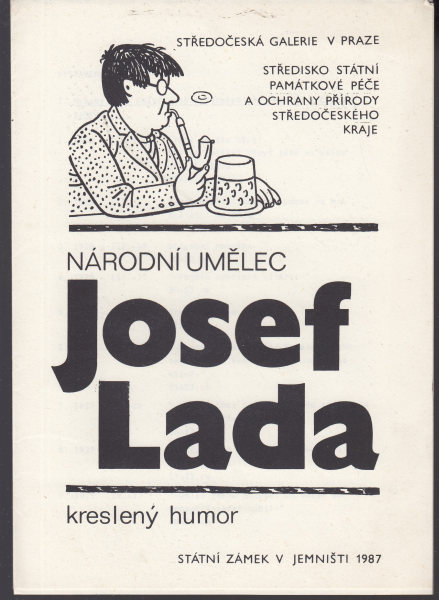 STŘEDOČESKÁ GALERIE V PRAZE
STŘEDISKO STÁTNÍ
PAMÁTKOVÉ PÉČE
A OCHRANY PŘÍRODY
STŘEDOČESKÉHO
KRAJE
NÁRODNÍ UMĚLEC
Josef
Lada
kreslený humor
STÁTNÍ ZÁMEK V JEMNIŠTI 1987